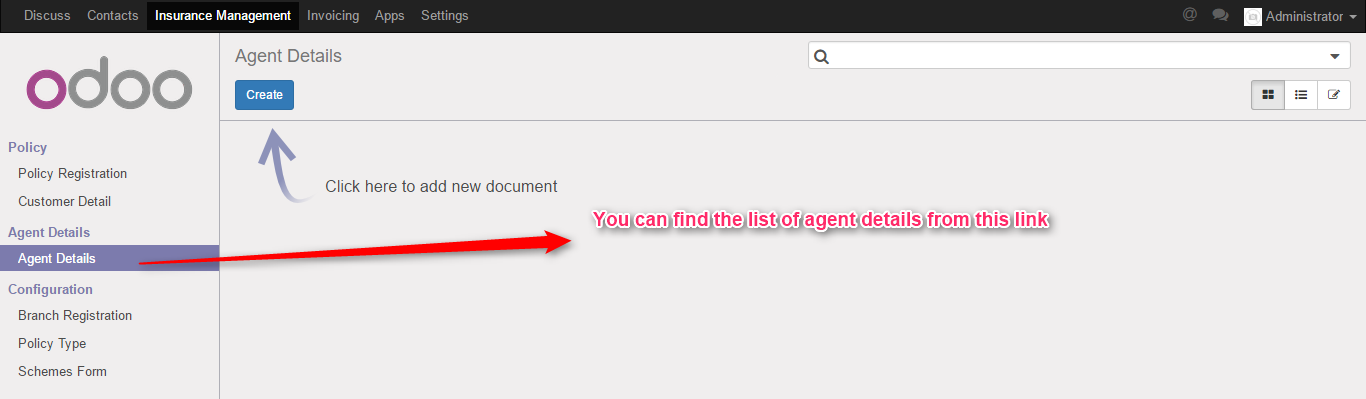 Discuss Contacts Insurance Management Invoicing Apps Settings @ Administrator
odoo
Agent Details
Create
Policy
Policy Registration
Customer Detail
Agent Details
Agent Details
Configuration
Branch Registration
Policy Type
Schemes Form
Click here to add new document
You can find the list of agent details from this link